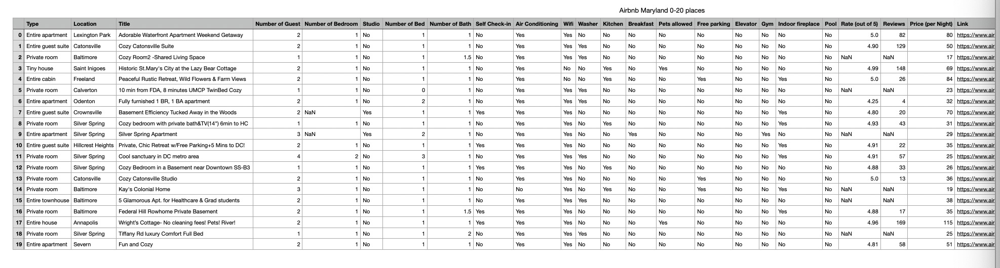 Airbnb Maryland 0-20 places
Type Location Title Number of Guest Number of Bedroom Studio Number of Bed Number of Bath Self Check-in Air Conditioning Wifi Washer Kitchen Breakfast Pets allowed Free parking Elevator Gym Indoor fireplace Pool Rate (out of 5) Reviews Price (per Night) Link
0 Entire apartment Lexington Park Adorable Waterfront Apartment Weekend Getaway 2 1 No 1 1 No Yes Yes No No No No No No No No No 5.0 82 80 https://www.air
1 Entire guest suite Catonsville Cozy Catonsville Suite 2 1 No 1 1 No Yes Yes Yes No No No No No No No No 4.90 129 50 https://www.air
2 Private room Baltimore Cozy Room2 -Shared Living Space 1 1 No 1 1.5 No Yes Yes Yes No No No No No No No No NaN NaN 17 https://www.air
3 Tiny house Saint Inigoes Historic St.Mary's City at the Lazy Bear Cottage 2 1 No 1 1 No Yes No No Yes No Yes No No No No No 4.99 148 69 https://www.air
4 Entire cabin Freeland Peaceful Rustic Retreat, Wild Flowers & Farm Views 2 1 No 1 1 No Yes No No Yes No No Yes No No Yes No 5.0 26 84 https://www.air
5 Private room Calverton 10 min from FDA, 8 minutes UMCP TwinBed Cozy 1 1 No 0 1 No Yes Yes Yes No No No No No No No No NaN NaN 23 https://www.air
6 Entire apartment Odenton Fully furnished 1 BR, 1 BA apartment 2 1 No 2 1 No Yes Yes Yes No No No No No No No No 4.25 4 32 https://www.air
7 Entire guest suite Crownsville Basement Efficiency Tucked Away in the Woods 2 NaN Yes 1 1 Yes Yes Yes No No No No No No No Yes No 4.80 20 70 https://www.air
8 Private room Silver Spring Cozy bedroom with private bath&TV(14") 6min to HC 1 1 No 1 1 No Yes Yes No Yes No No No No No Yes No 4.93 43 31 https://www.air
9 Entire apartment Silver Spring Silver Spring Apartment 3 NaN Yes 2 1 No Yes Yes No No Yes No No No Yes No No NaN NaN 29 https://www.air
10 Entire guest suite Hillcrest Heights Private, Chic Retreat w/Free Parking+5 Mins to DC! 2 1 No 1 1 Yes Yes Yes No No No No No No No Yes No 4.91 22 35 https://www.air
11 Private room Silver Spring Cool sanctuary in DC metro area 4 2 No 3 1 No Yes Yes Yes No No No No No No Yes No 4.91 57 25 https://www.air
12 Private room Silver Spring Cozy Bedroom in a Basement near Downtown SS-B3 1 1 No 1 1 Yes Yes Yes No Yes No No No No No No No 4.88 33 26 https://www.air
13 Private room Catonsville Cozy Catonsville Studio 2 1 No 1 1 No Yes Yes No No No No Yes No No No No 5.0 13 36 https://www.air
14 Private room Baltimore Kay's Colonial Home 3 1 No 1 1 No No Yes No Yes No No Yes No No Yes No NaN NaN 19 https://www.air
15 Entire townhouse Baltimore 5 Glamorous Apt. for Healthcare & Grad students 2 1 No 1 1 No Yes Yes Yes No No No No No No No No NaN NaN 38 https://www.air
16 Private room Baltimore Federal Hill Rowhome Private Basement 2 1 No 1 1.5 Yes Yes Yes No No No No No No No Yes No 4.88 17 35 https://www.air
17 Entire house Annapolis Wright's Cottage- No cleaning fees! Pets! River! 2 1 No 1 1 Yes Yes Yes No No No Yes No No No No No 4.96 169 115 https://www.air
18 Private room Silver Spring Tiffany Rd luxury Comfort Full Bed 1 1 No 1 2 No Yes Yes Yes No No No No No No No No NaN NaN 25 https://www.air
19 Entire apartment Severn Fun and Cozy 2 1 No 1 1 No Yes Yes No No No No No No No No No 4.81 58 51 https://www.air